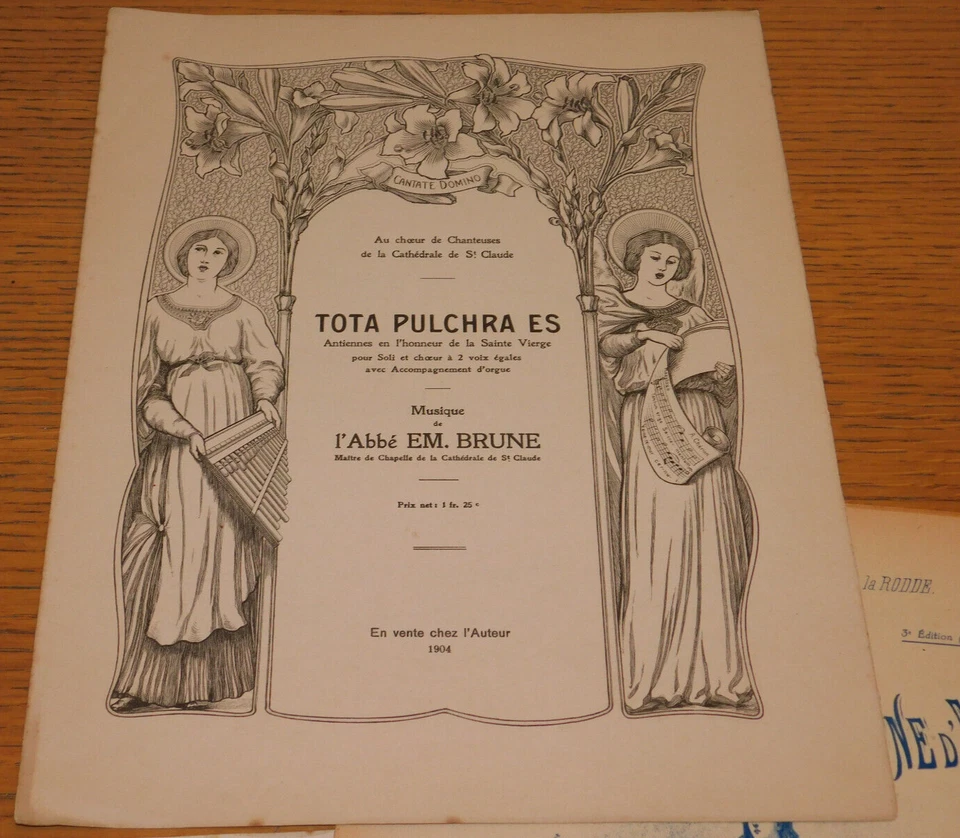 CANTATE DOMINO
Au chœur de Chanteuses
de la Cathédrale de St Claude
TOTA PULCHRA ES
Antiennes en l'honneur de la Sainte Vierge
pour Soli et chœur à 2 voix égales
avec Accompagnement d'orgue
Musique
de
l'Abbé EM. BRUNE
Maître de Chapelle de la Cathédrale de St Claude
Prix net : 1 fr. 25 c
En vente chez l'Auteur
1904
la RODDE.
3e Édition
NE D'